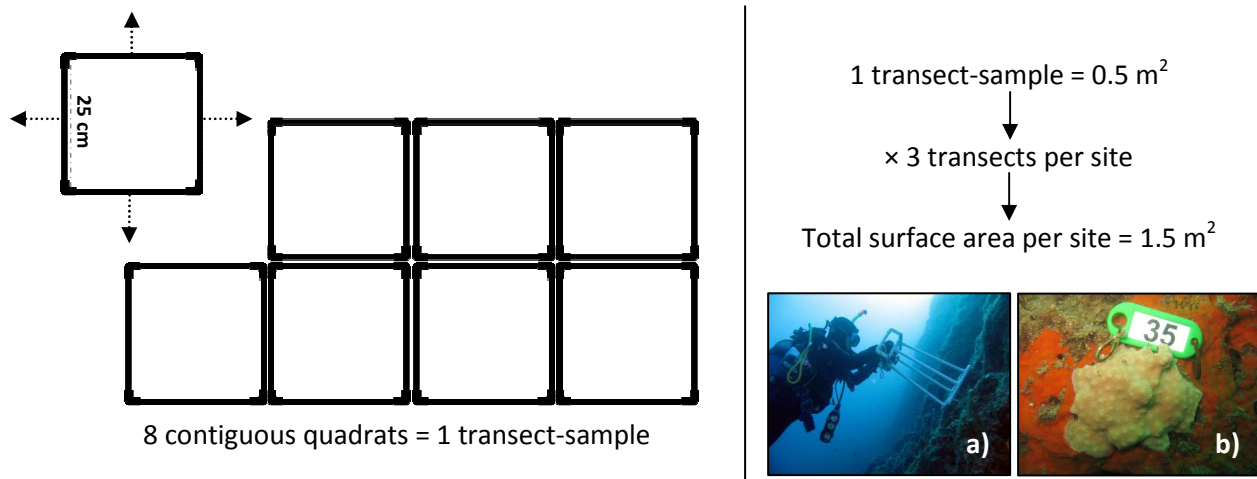 25 cm
8 contiguous quadrats = 1 transect-sample
1 transect-sample = 0.5 m²
× 3 transects per site
Total surface area per site = 1.5 m²
a)
35
b)